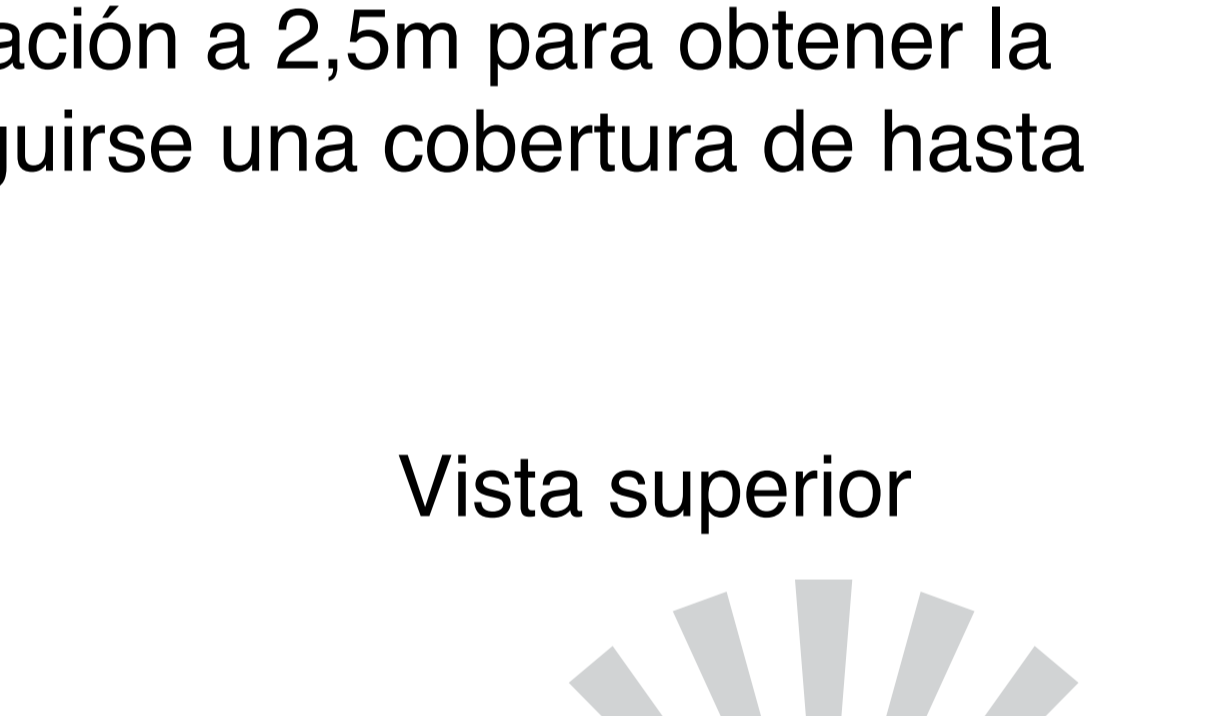 ación a 2,5m para obtener la
guirse una cobertura de hasta
Vista superior